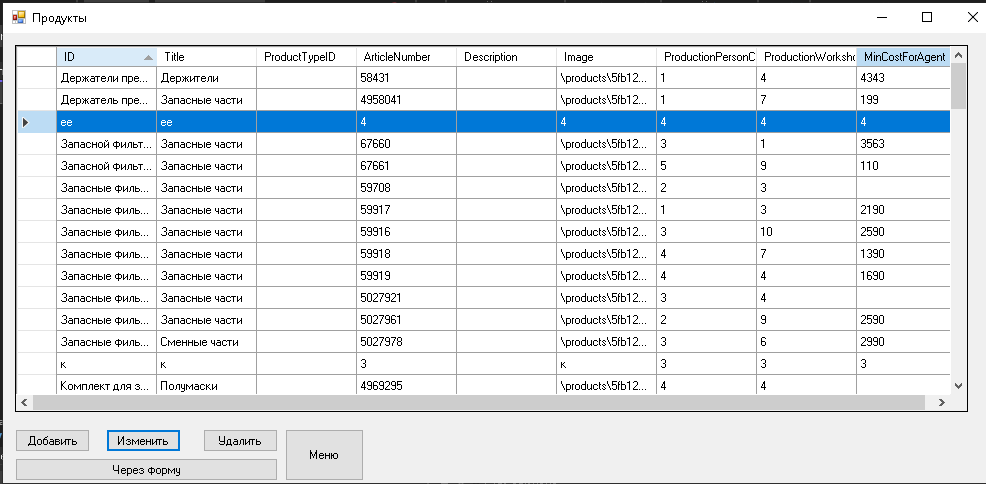 Продукты
ID Title ProductTypeID ArticleNumber Description Image ProductionPersonC ProductionWorksho MinCostForAgent
Держатели пре... Держители 58431 \products\5fb12... 1 4 4343
Держатель пре... Запасные части 4958041 \products\5fb12... 1 7 199
ее ее 4 4 4 4 4
Запасной фильт... Запасные части 67660 \products\5fb12... 3 1 3563
Запасной фильт... Запасные части 67661 \products\5fb12... 5 9 110
Запасные филь... Запасные части 59708 \products\5fb12... 2 3
Запасные филь... Запасные части 59917 \products\5fb12... 1 3 2190
Запасные филь... Запасные части 59916 \products\5fb12... 3 10 2590
Запасные филь... Запасные части 59918 \products\5fb12... 4 7 1390
Запасные филь... Запасные части 59919 \products\5fb12... 4 4 1690
Запасные филь... Запасные части 5027921 \products\5fb12... 3 4
Запасные филь... Запасные части 5027961 \products\5fb12... 2 9 2590
Запасные филь... Сменные части 5027978 \products\5fb12... 3 6 2990
к к 3 к 3 3 3
Комплект для з... Полумаски 4969295 \products\5fb12... 4 4
Добавить Изменить Удалить Меню
Через форму